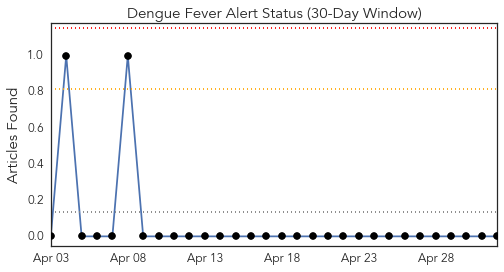 Dengue Fever Alert Status (30-Day Window)
Articles Found
1.0
0.8
0.6
0.4
0.2
0.0
Apr 03
Apr 08
Apr 13
Apr 18
Apr 23
Apr 28